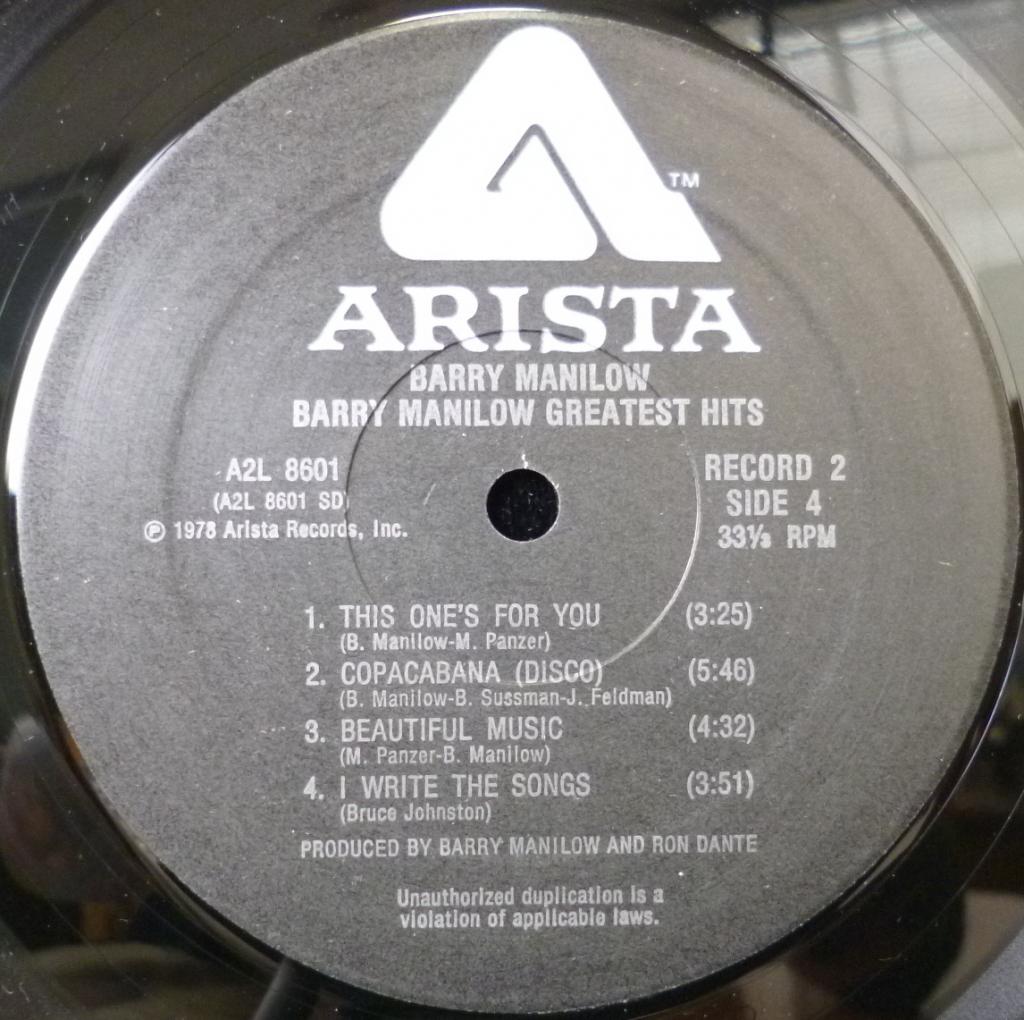 TM
ARISTA
BARRY MANILOW
BARRY MANILOW GREATEST HITS
A2L 8601
(A2L 8601 SD)
℗ 1978 Arista Records, Inc.
RECORD 2
SIDE 4
33⅓ RPM
1. THIS ONE'S FOR YOU (3:25)
(B. Manilow-M. Panzer)
2. COPACABANA (DISCO) (5:46)
(B. Manilow-B. Sussman-J. Feldman)
3. BEAUTIFUL MUSIC (4:32)
(M. Panzer-B. Manilow)
4. I WRITE THE SONGS (3:51)
(Bruce Johnston)
PRODUCED BY BARRY MANILOW AND RON DANTE
Unauthorized duplication is a
violation of applicable laws.